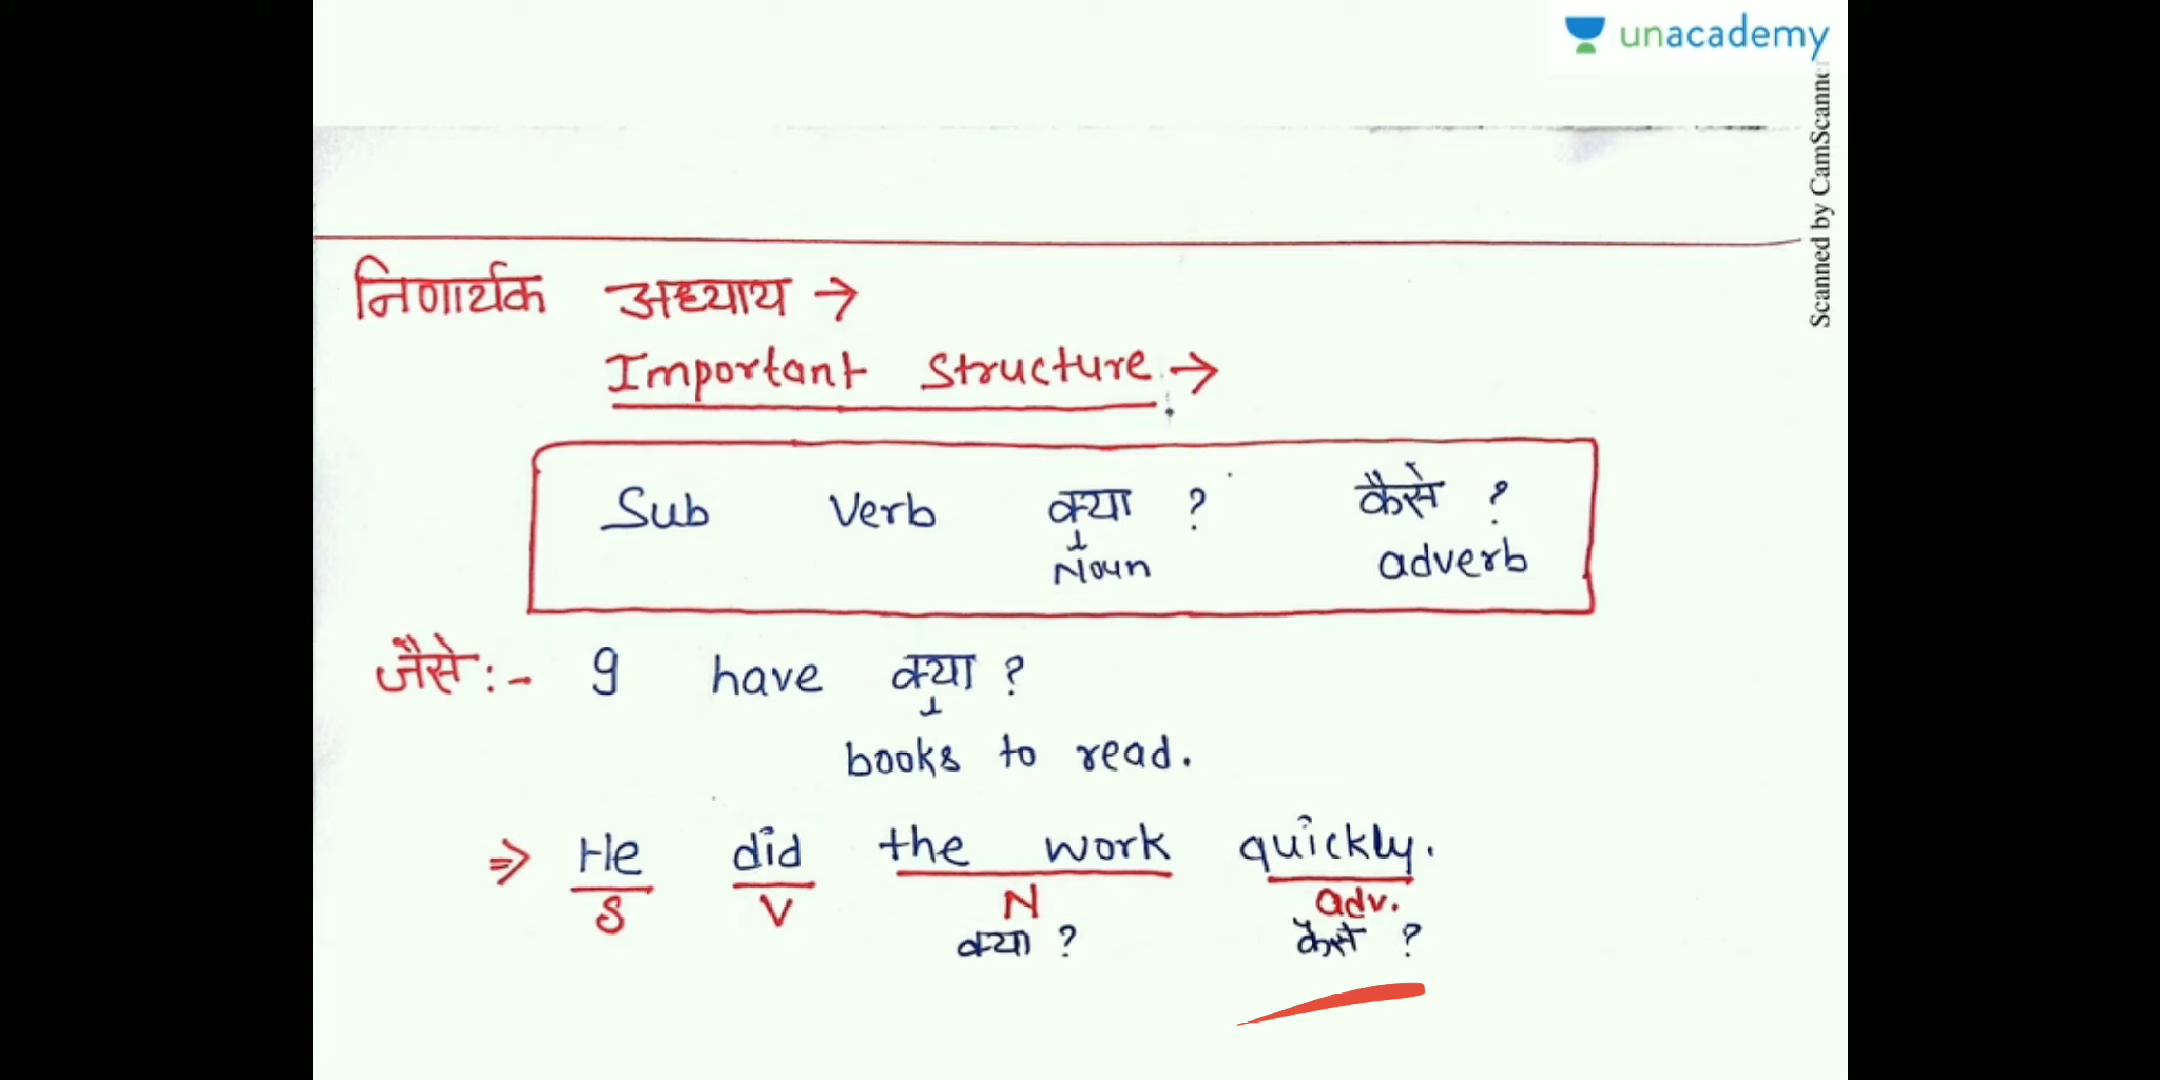 unacademy
Scanned by CamScanner
निणार्यक अध्याय →
Important Structure →
Sub Verb क्या ? कैसे ?
Noun adverb
जैसे :- I have क्या ?
books to read.
⇒ He did the work quickly.
S V N adv.
क्या ? कैसे ?